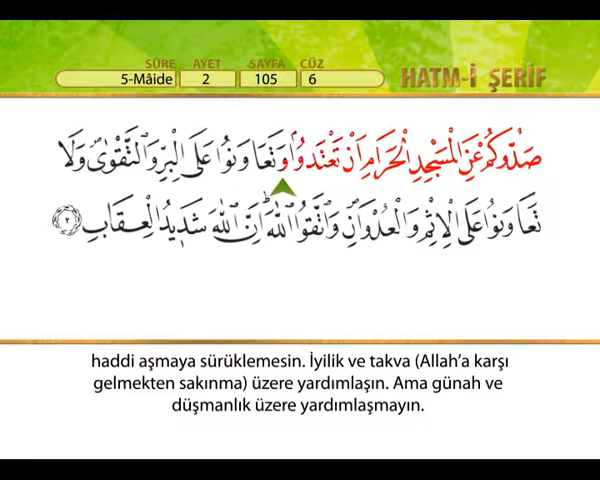 SÛRE AYET SAYFA CÜZ
5-Mâide 2 105 6 HATM-İ ŞERİF
صَدُّوكُمْ عَنِ الْمَسْجِدِ الْحَرَامِ اَنْ تَعْتَدُواۢ وَتَعَاوَنُوا عَلَى الْبِرِّ وَالتَّقْوٰىۖ وَلَا
تَعَاوَنُوا عَلَى الْاِثْمِ وَالْعُدْوَانِۖ وَاتَّقُوا اللّٰهَۜ اِنَّ اللّٰهَ شَدٖيدُ الْعِقَابِ ﴿٢﴾
haddi aşmaya sürüklemesin. İyilik ve takva (Allah’a karşı
gelmekten sakınma) üzere yardımlaşın. Ama günah ve
düşmanlık üzere yardımlaşmayın.